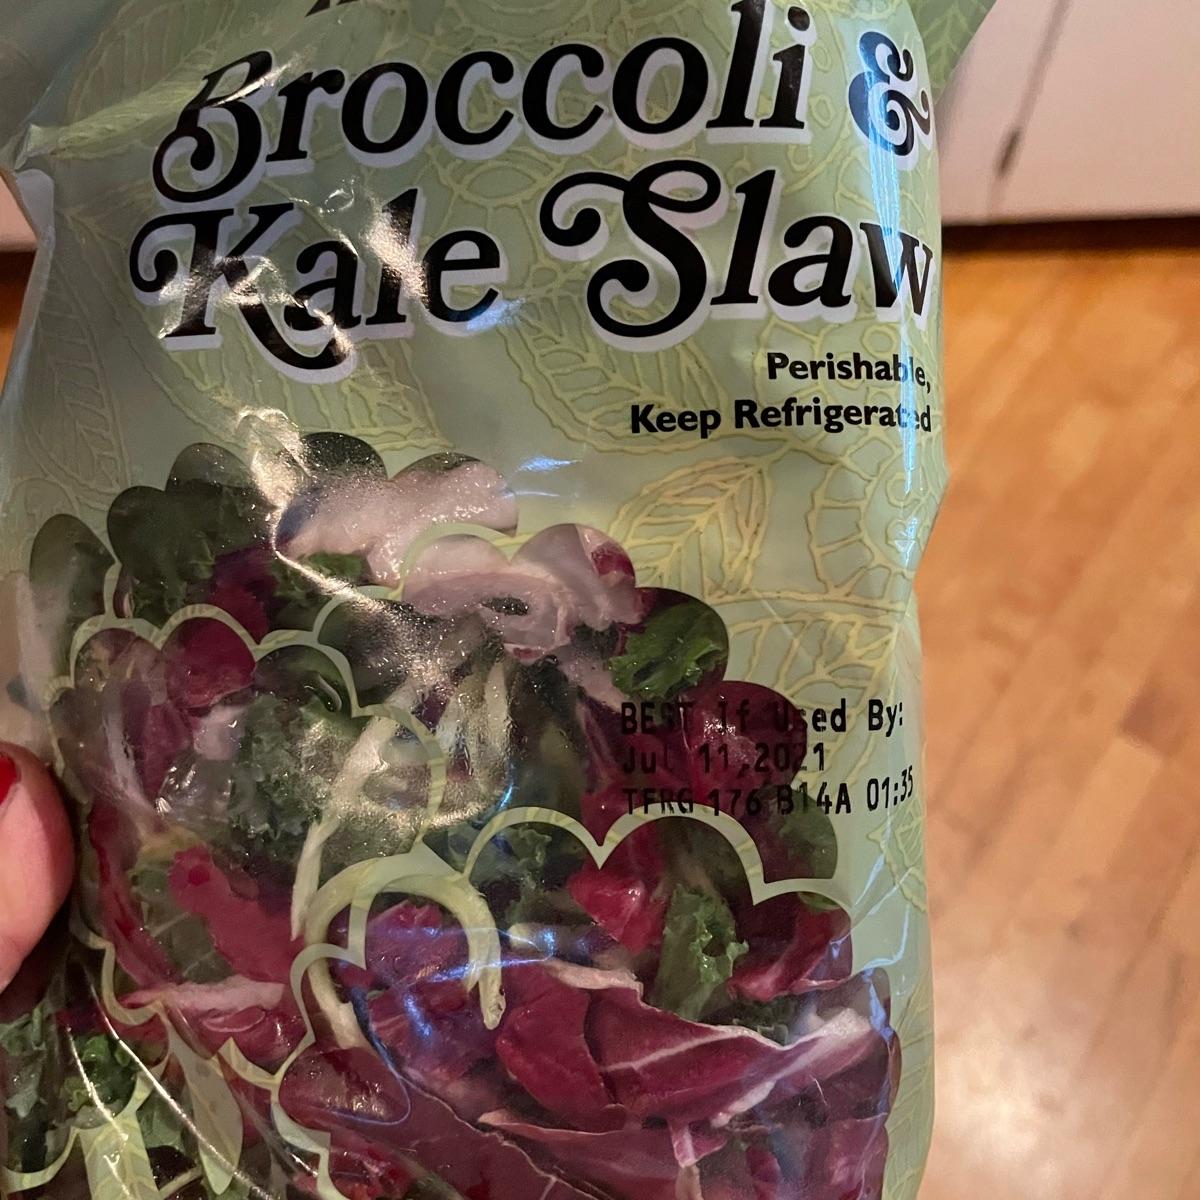 Broccoli &
Kale Slaw
Perishable,
Keep Refrigerated
BEST If Used By:
Jul 11,2021
TFRG 176 B14A 01:35